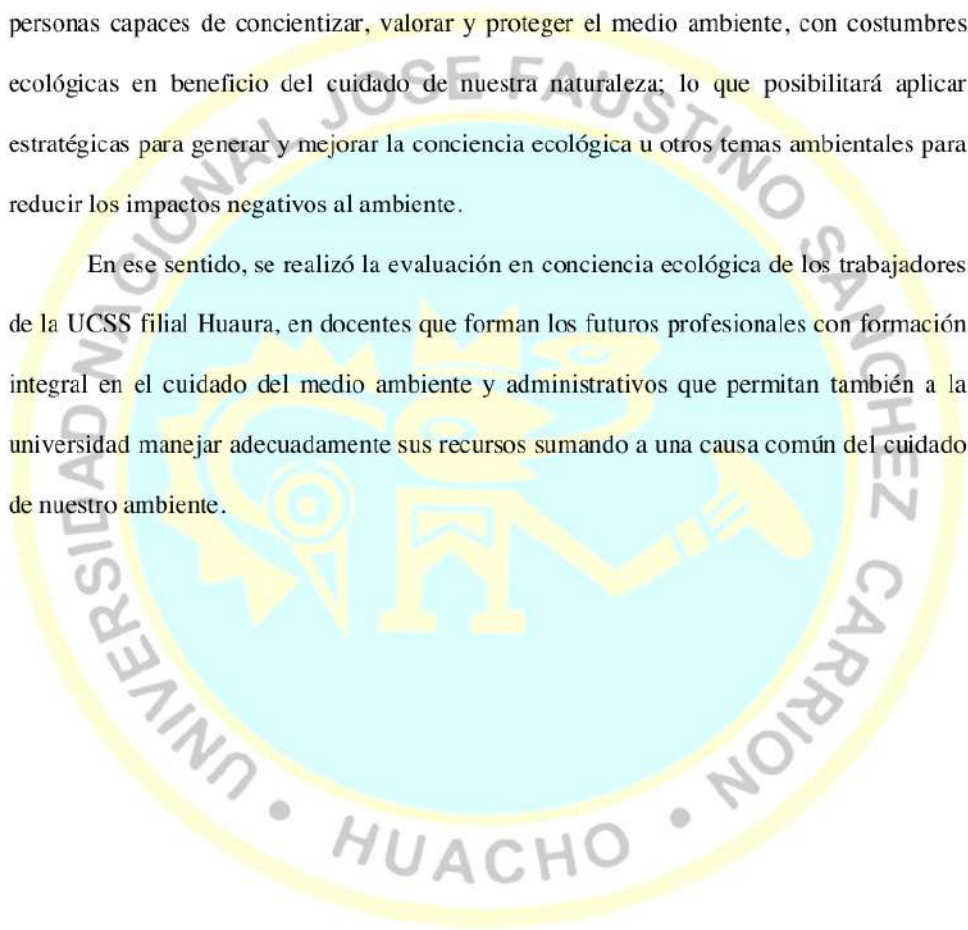 personas capaces de concientizar, valorar y proteger el medio ambiente, con costumbres
ecológicas en beneficio del cuidado de nuestra naturaleza; lo que posibilitará aplicar
estratégicas para generar y mejorar la conciencia ecológica u otros temas ambientales para
reducir los impactos negativos al ambiente.
En ese sentido, se realizó la evaluación en conciencia ecológica de los trabajadores
de la UCSS filial Huaura, en docentes que forman los futuros profesionales con formación
integral en el cuidado del medio ambiente y administrativos que permitan también a la
universidad manejar adecuadamente sus recursos sumando a una causa común del cuidado
de nuestro ambiente.
UNIVERSIDAD NACIONAL JOSE FAUSTINO SANCHEZ CARRION
• HUACHO •